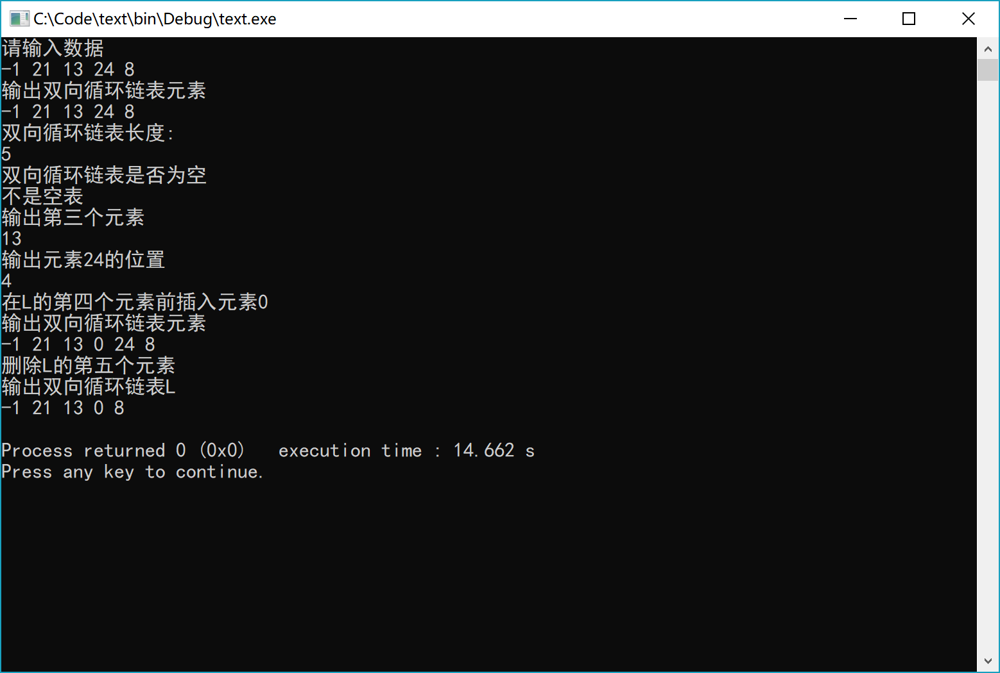 C:\Code\text\bin\Debug\text.exe
请输入数据
-1 21 13 24 8
输出双向循环链表元素
-1 21 13 24 8
双向循环链表长度:
5
双向循环链表是否为空
不是空表
输出第三个元素
13
输出元素24的位置
4
在L的第四个元素前插入元素0
输出双向循环链表元素
-1 21 13 0 24 8
删除L的第五个元素
输出双向循环链表L
-1 21 13 0 8
Process returned 0 (0x0)   execution time : 14.662 s
Press any key to continue.